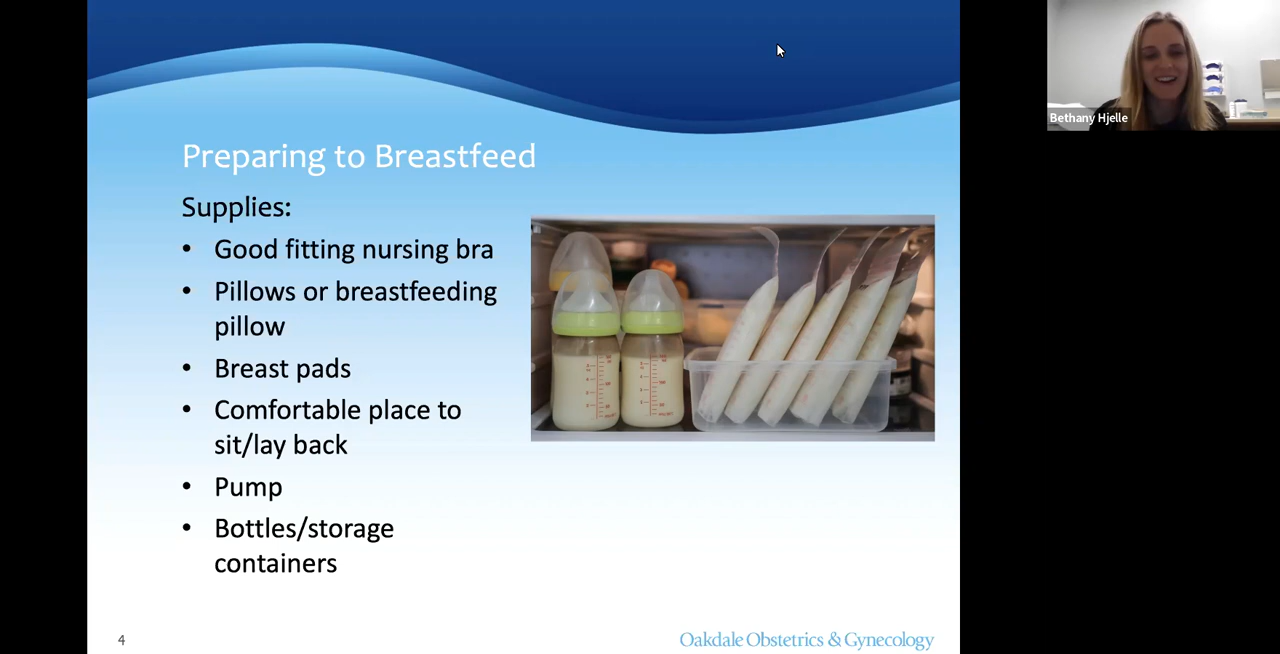 Preparing to Breastfeed
Supplies:
• Good fitting nursing bra
• Pillows or breastfeeding
pillow
• Breast pads
• Comfortable place to
sit/lay back
• Pump
• Bottles/storage
containers
4
Oakdale Obstetrics & Gynecology
Bethany Hjelle